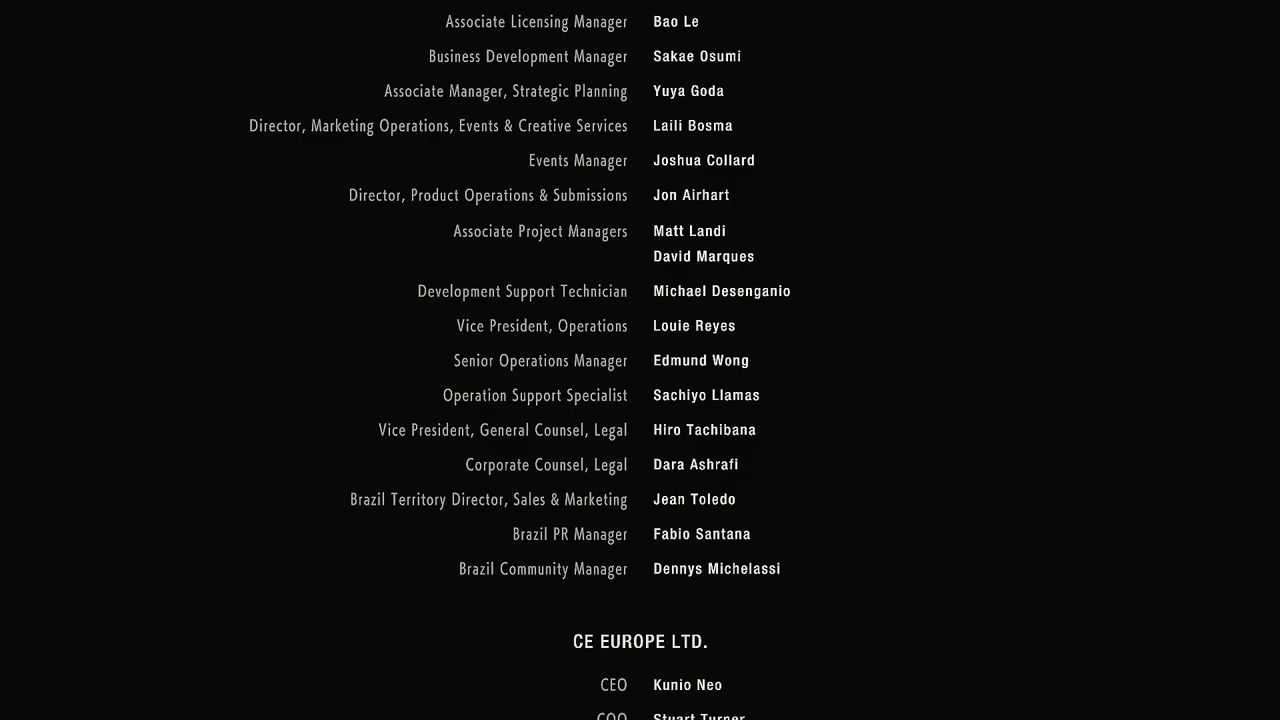 Associate Licensing Manager Bao Le
Business Development Manager Sakae Osumi
Associate Manager, Strategic Planning Yuya Goda
Director, Marketing Operations, Events & Creative Services Laili Bosma
Events Manager Joshua Collard
Director, Product Operations & Submissions Jon Airhart
Associate Project Managers Matt Landi
David Marques
Development Support Technician Michael Desenganio
Vice President, Operations Louie Reyes
Senior Operations Manager Edmund Wong
Operation Support Specialist Sachiyo Llamas
Vice President, General Counsel, Legal Hiro Tachibana
Corporate Counsel, Legal Dara Ashrafi
Brazil Territory Director, Sales & Marketing Jean Toledo
Brazil PR Manager Fabio Santana
Brazil Community Manager Dennys Michelassi
CE EUROPE LTD.
CEO Kunio Neo
COO Stuart Turner